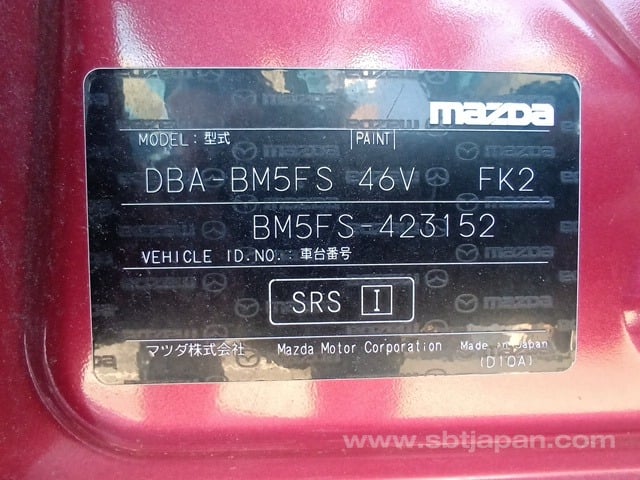 mazda
MODEL : 型式 PAINT
DBA-BM5FS 46V FK2
BM5FS-423152
VEHICLE ID.NO.: 車台番号
SRS I
マツダ株式会社 Mazda Motor Corporation Made in Japan
(D10A)
www.sbtjapan.com